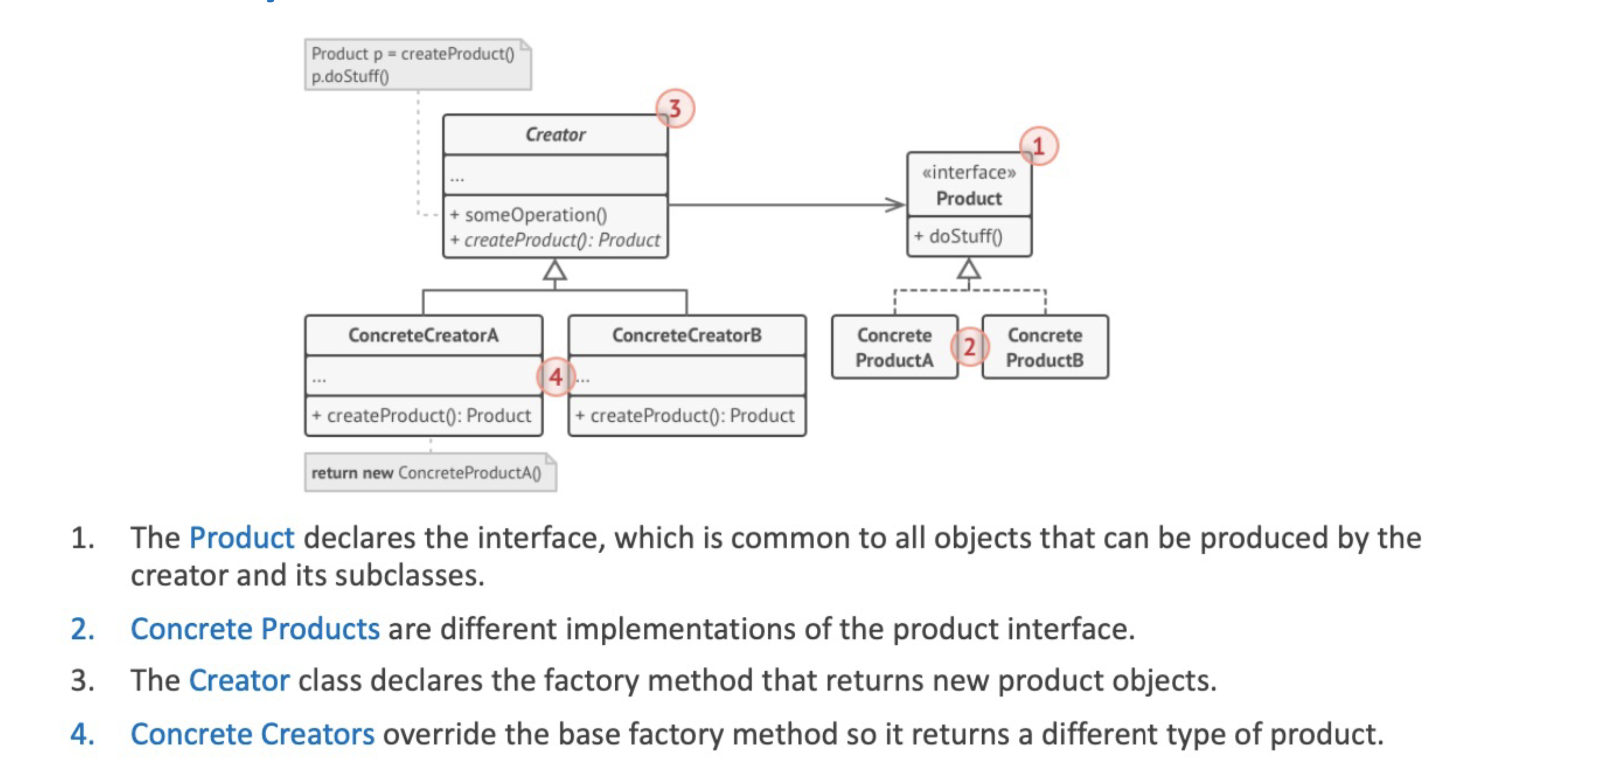 Product p = createProduct()
p.doStuff()
3
Creator
...
+ someOperation()
+ createProduct(): Product
1
«interface»
Product
+ doStuff()
ConcreteCreatorA
...
+ createProduct(): Product
4
ConcreteCreatorB
...
+ createProduct(): Product
Concrete
ProductA
2
Concrete
ProductB
return new ConcreteProductA()
1. The Product declares the interface, which is common to all objects that can be produced by the
creator and its subclasses.
2. Concrete Products are different implementations of the product interface.
3. The Creator class declares the factory method that returns new product objects.
4. Concrete Creators override the base factory method so it returns a different type of product.